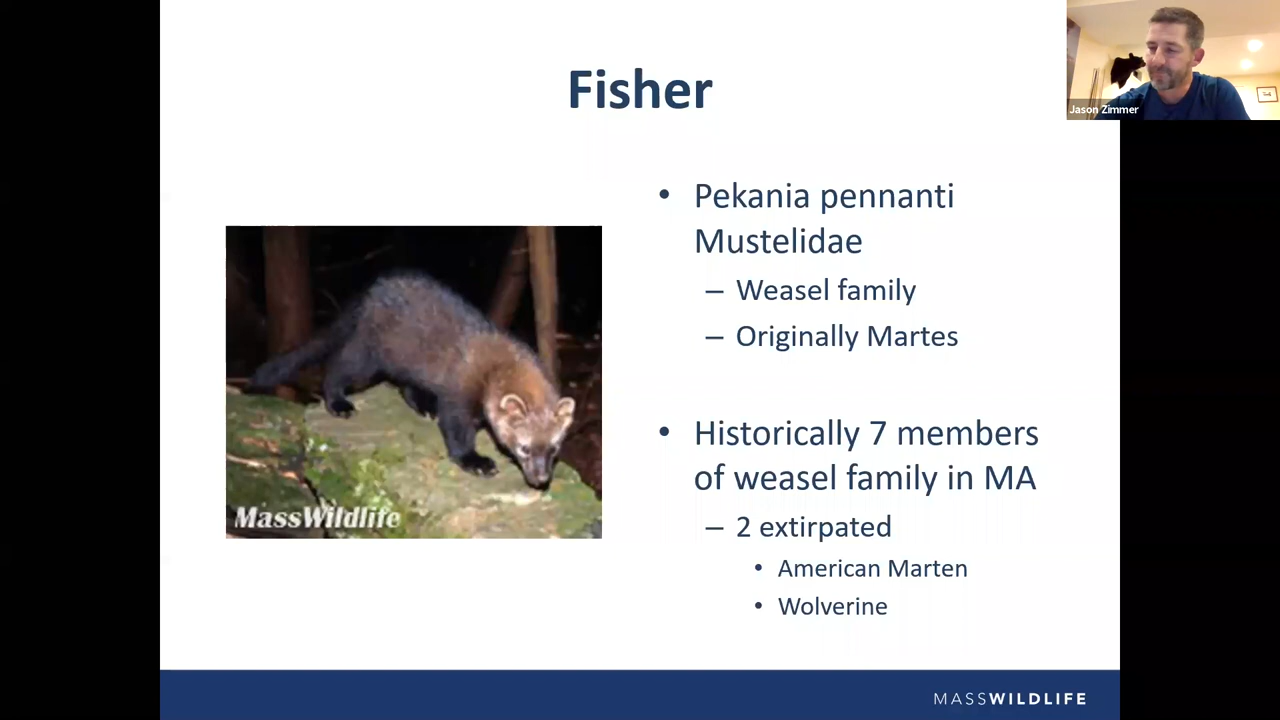 Fisher
Jason Zimmer
• Pekania pennanti
Mustelidae
– Weasel family
– Originally Martes
• Historically 7 members
of weasel family in MA
– 2 extirpated
• American Marten
• Wolverine
MassWildlife
MASSWILDLIFE